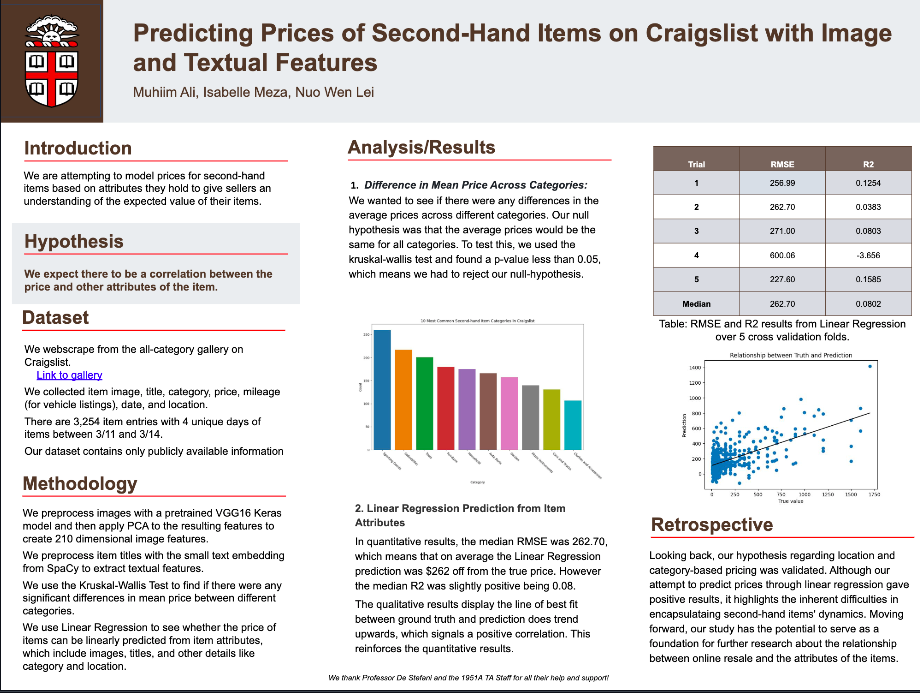 Predicting Prices of Second-Hand Items on Craigslist with Image
and Textual Features
Muhiim Ali, Isabelle Meza, Nuo Wen Lei
Introduction
We are attempting to model prices for second-hand
items based on attributes they hold to give sellers an
understanding of the expected value of their items.
Hypothesis
We expect there to be a correlation between the
price and other attributes of the item.
Dataset
We webscrape from the all-category gallery on
Craigslist.
Link to gallery
We collected item image, title, category, price, mileage
(for vehicle listings), date, and location.
There are 3,254 item entries with 4 unique days of
items between 3/11 and 3/14.
Our dataset contains only publicly available information
Methodology
We preprocess images with a pretrained VGG16 Keras
model and then apply PCA to the resulting features to
create 210 dimensional image features.
We preprocess item titles with the small text embedding
from SpaCy to extract textual features.
We use the Kruskal-Wallis Test to find if there were any
significant differences in mean price between different
categories.
We use Linear Regression to see whether the price of
items can be linearly predicted from item attributes,
which include images, titles, and other details like
category and location.
Analysis/Results
1. Difference in Mean Price Across Categories:
We wanted to see if there were any differences in the
average prices across different categories. Our null
hypothesis was that the average prices would be the
same for all categories. To test this, we used the
kruskal-wallis test and found a p-value less than 0.05,
which means we had to reject our null-hypothesis.
10 Most Common Second-hand Item Categories in Craigslist
250
200
150
100
50
0
Category
2. Linear Regression Prediction from Item
Attributes
In quantitative results, the median RMSE was 262.70,
which means that on average the Linear Regression
prediction was $262 off from the true price. However
the median R2 was slightly positive being 0.08.
The qualitative results display the line of best fit
between ground truth and prediction does trend
upwards, which signals a positive correlation. This
reinforces the quantitative results.
Trial RMSE R2
1 256.99 0.1254
2 262.70 0.0383
3 271.00 0.0803
4 600.06 -3.656
5 227.60 0.1585
Median 262.70 0.0802
Table: RMSE and R2 results from Linear Regression
over 5 cross validation folds.
Relationship between Truth and Prediction
1400
1200
1000
800
600
400
200
0
Prediction
0 250 500 750 1000 1250 1500 1750
True value
Retrospective
Looking back, our hypothesis regarding location and
category-based pricing was validated. Although our
attempt to predict prices through linear regression gave
positive results, it highlights the inherent difficulties in
encapsulataing second-hand items' dynamics. Moving
forward, our study has the potential to serve as a
foundation for further research about the relationship
between online resale and the attributes of the items.
We thank Professor De Stefani and the 1951A TA Staff for all their help and support!